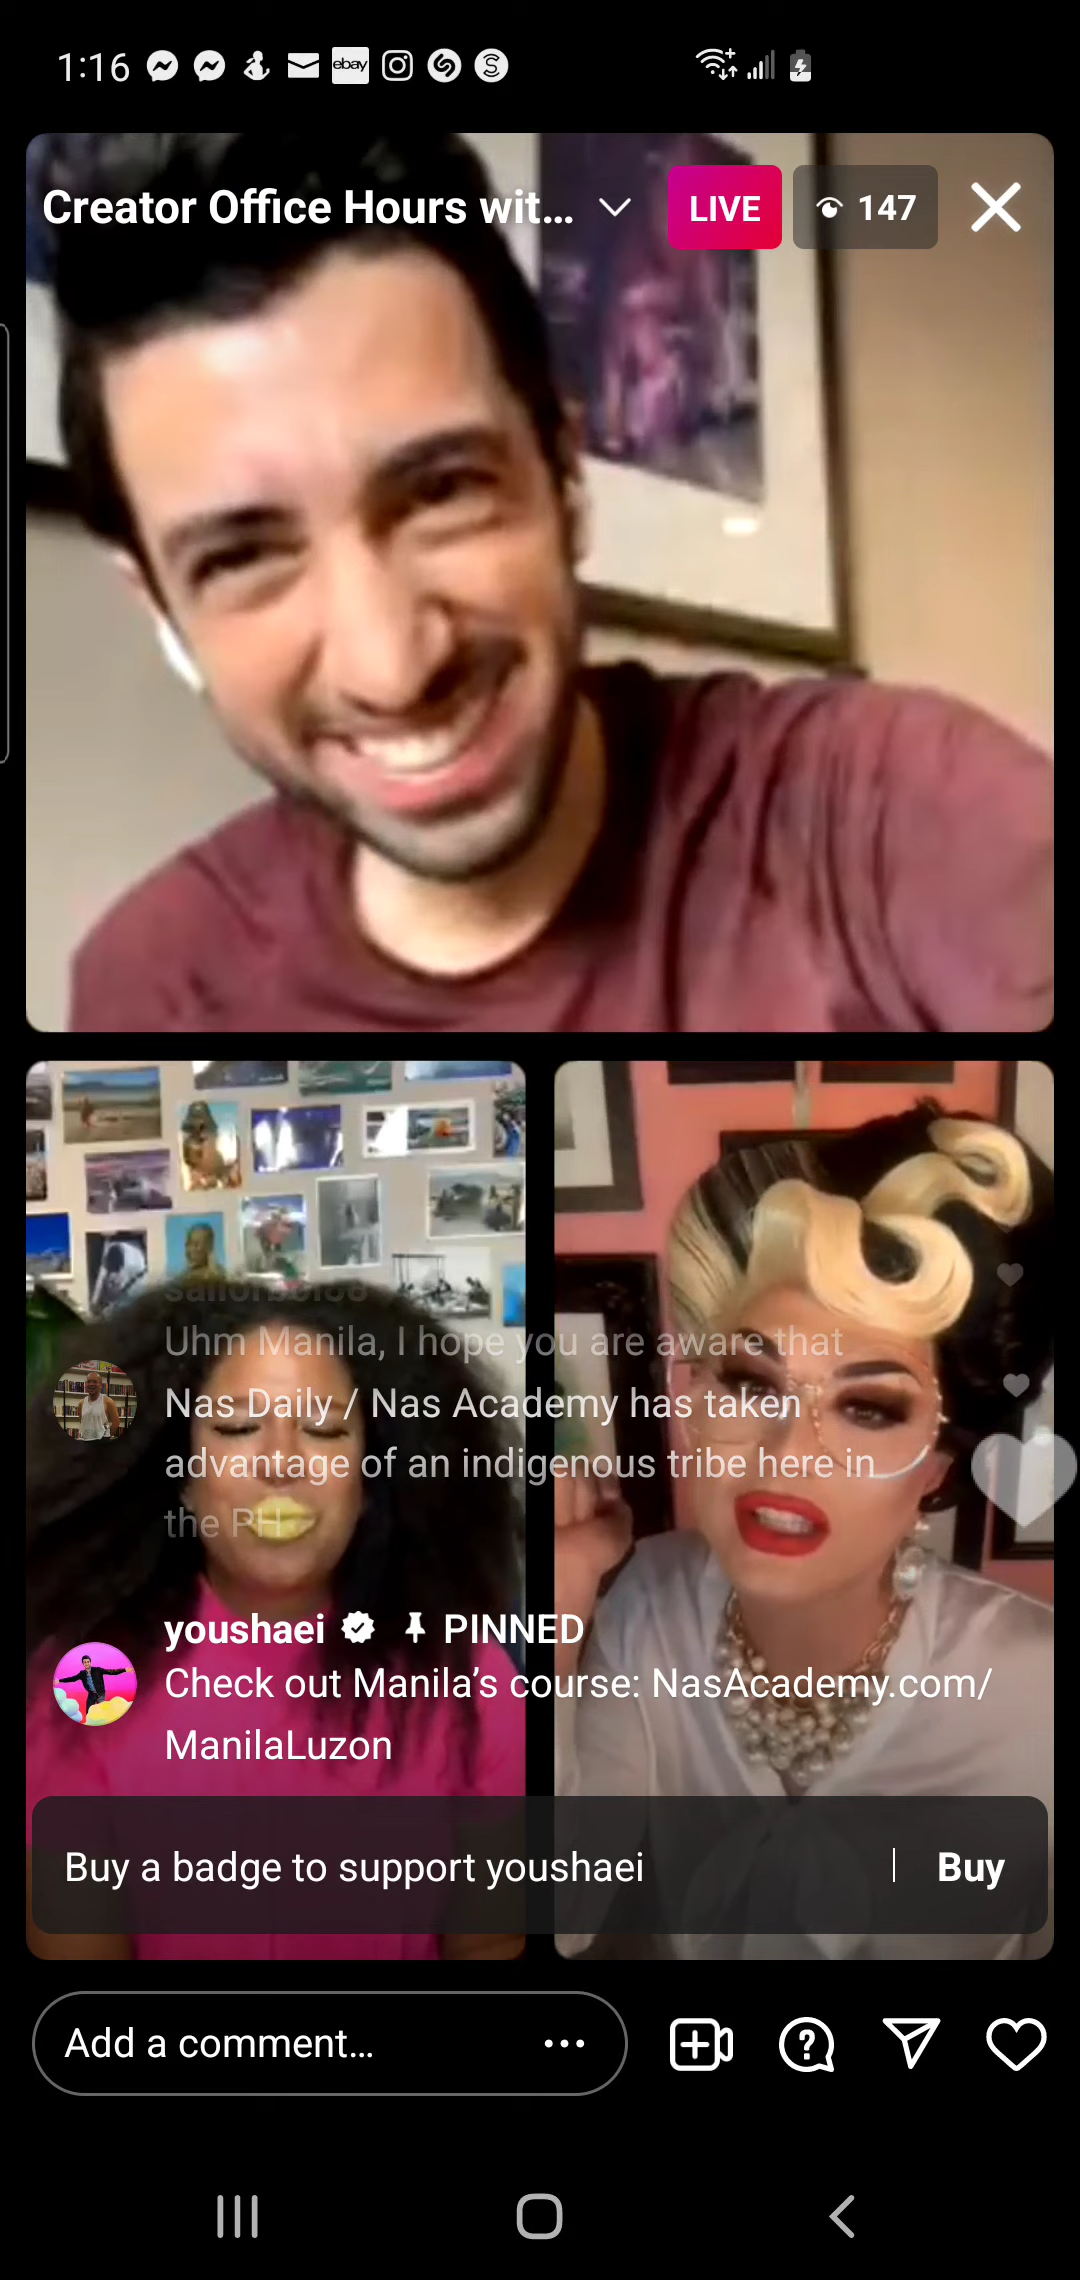 1:16
ebay
Creator Office Hours wit...
LIVE
147
Uhm Manila, I hope you are aware that
Nas Daily / Nas Academy has taken
advantage of an indigenous tribe here in
the PH
youshaei PINNED
Check out Manila’s course: NasAcademy.com/
ManilaLuzon
Buy a badge to support youshaei | Buy
Add a comment...